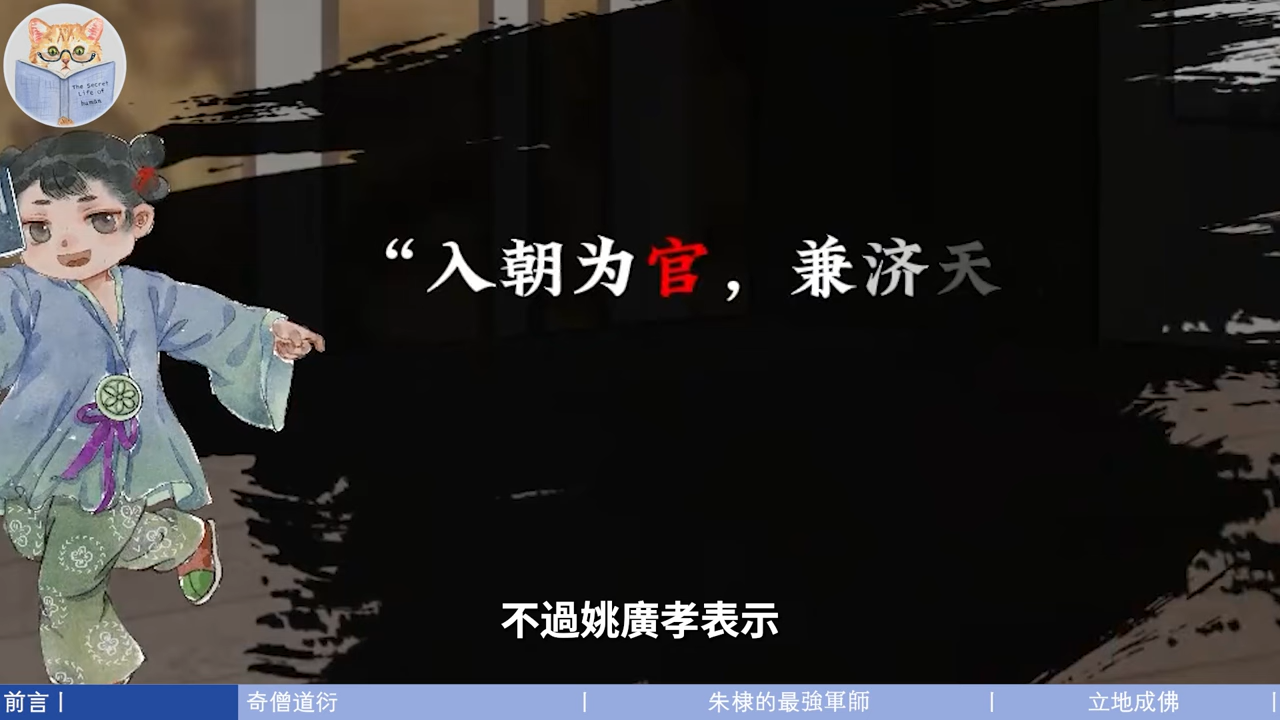 The Secret
Life of
human
“入朝为官，兼济天
不過姚廣孝表示
前言 | 奇僧道衍 | 朱棣的最強軍師 | 立地成佛 |